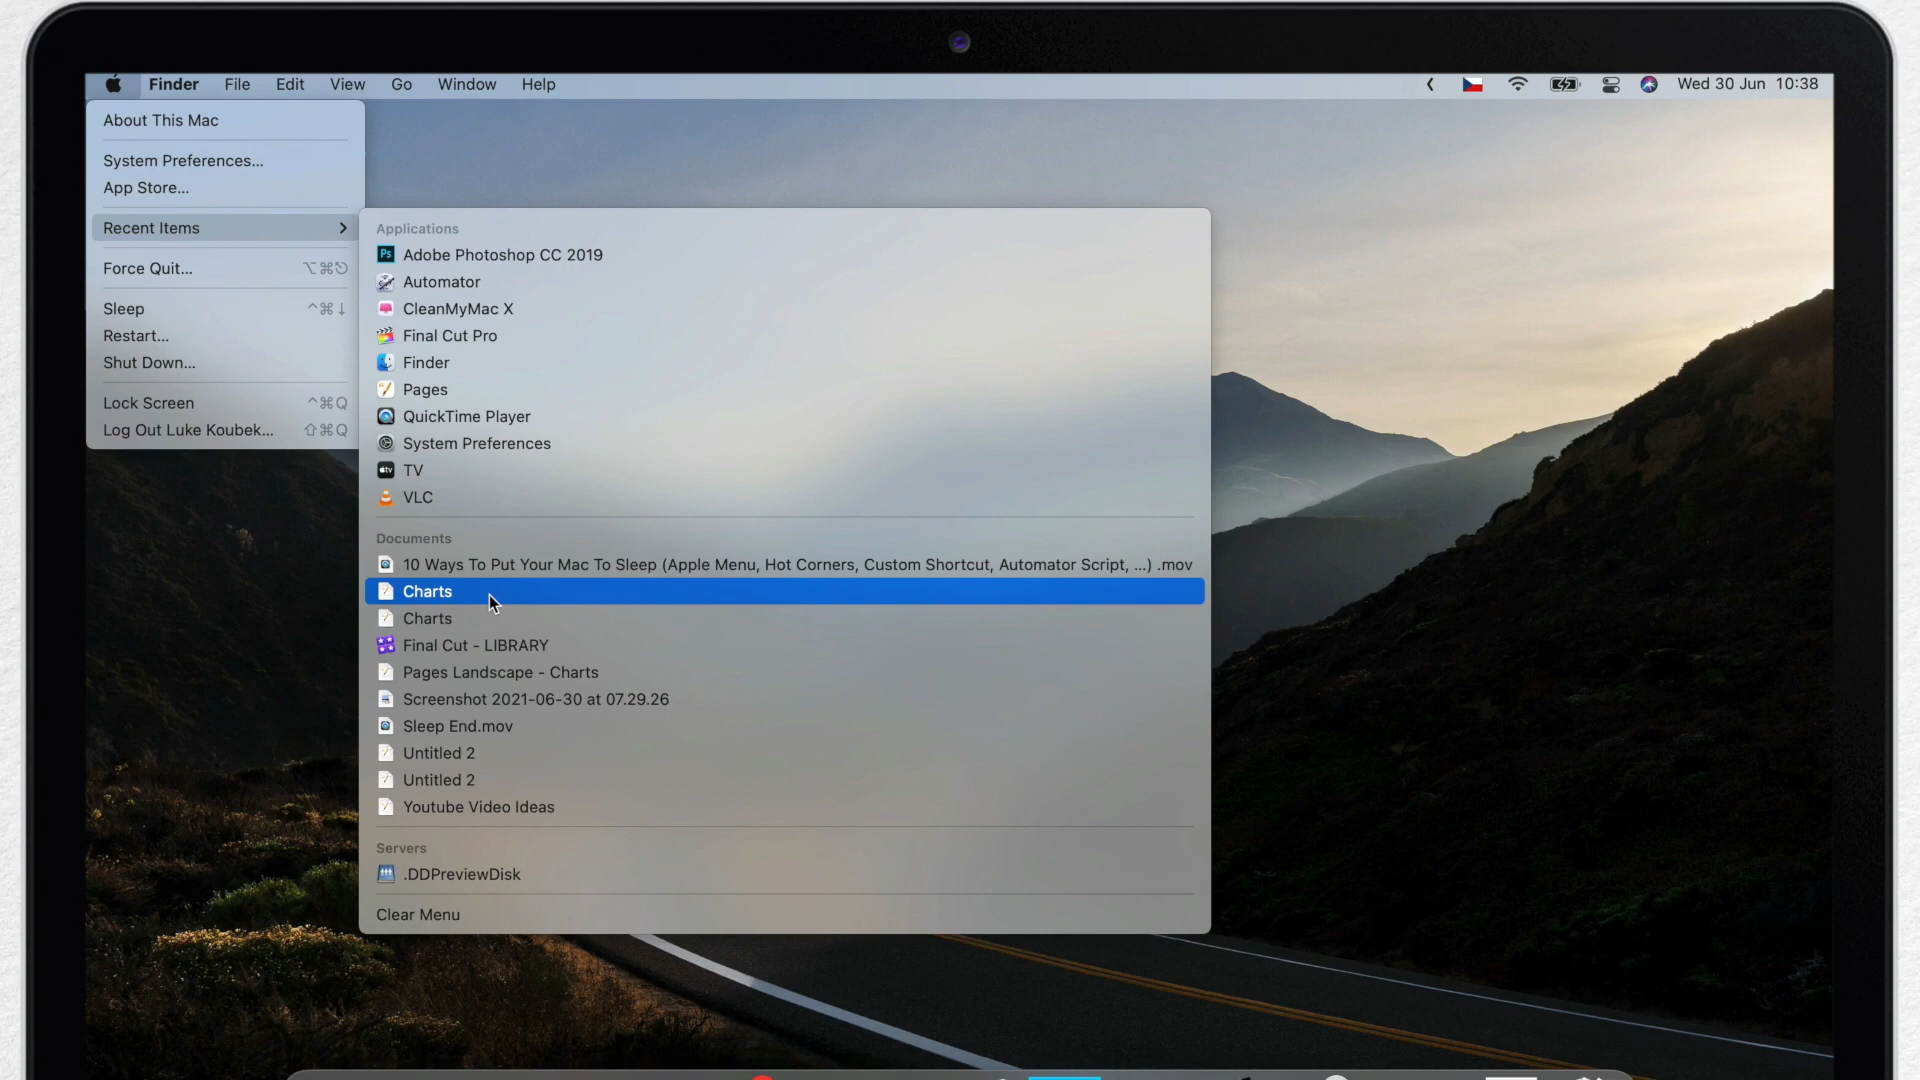 Finder File Edit View Go Window Help Wed 30 Jun 10:38
About This Mac
System Preferences...
App Store...
Recent Items
Force Quit... ⌥⌘⎋
Sleep ^⌘⏏
Restart...
Shut Down...
Lock Screen ^⌘Q
Log Out Luke Koubek... ⇧⌘Q
Applications
Ps Adobe Photoshop CC 2019
Automator
CleanMyMac X
Final Cut Pro
Finder
Pages
QuickTime Player
System Preferences
tv TV
VLC
Documents
10 Ways To Put Your Mac To Sleep (Apple Menu, Hot Corners, Custom Shortcut, Automator Script, ...) .mov
Charts
Charts
Final Cut - LIBRARY
Pages Landscape - Charts
Screenshot 2021-06-30 at 07.29.26
Sleep End.mov
Untitled 2
Untitled 2
Youtube Video Ideas
Servers
.DDPreviewDisk
Clear Menu